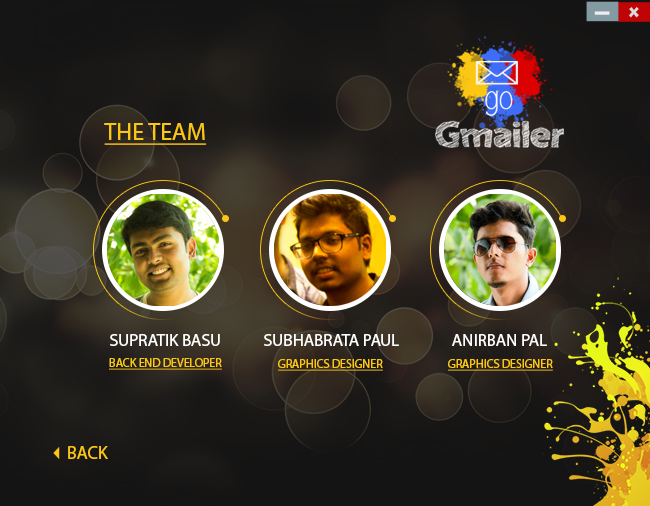 go
Gmailer
THE TEAM
SUPRATIK BASU
BACK END DEVELOPER
SUBHABRATA PAUL
GRAPHICS DESIGNER
ANIRBAN PAL
GRAPHICS DESIGNER
BACK